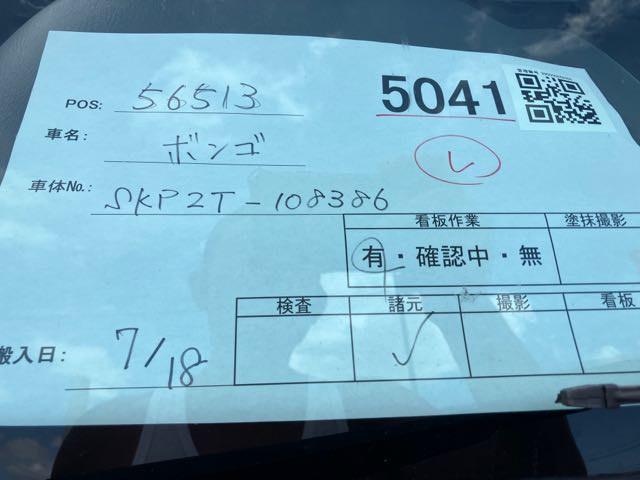 POS: 56513
5041
車名: ボンゴ
レ
車体No.: SKP2T-108386
看板作業 塗抹撮影
有・確認中・無
検査 諸元 撮影 看板
搬入日: 7/18